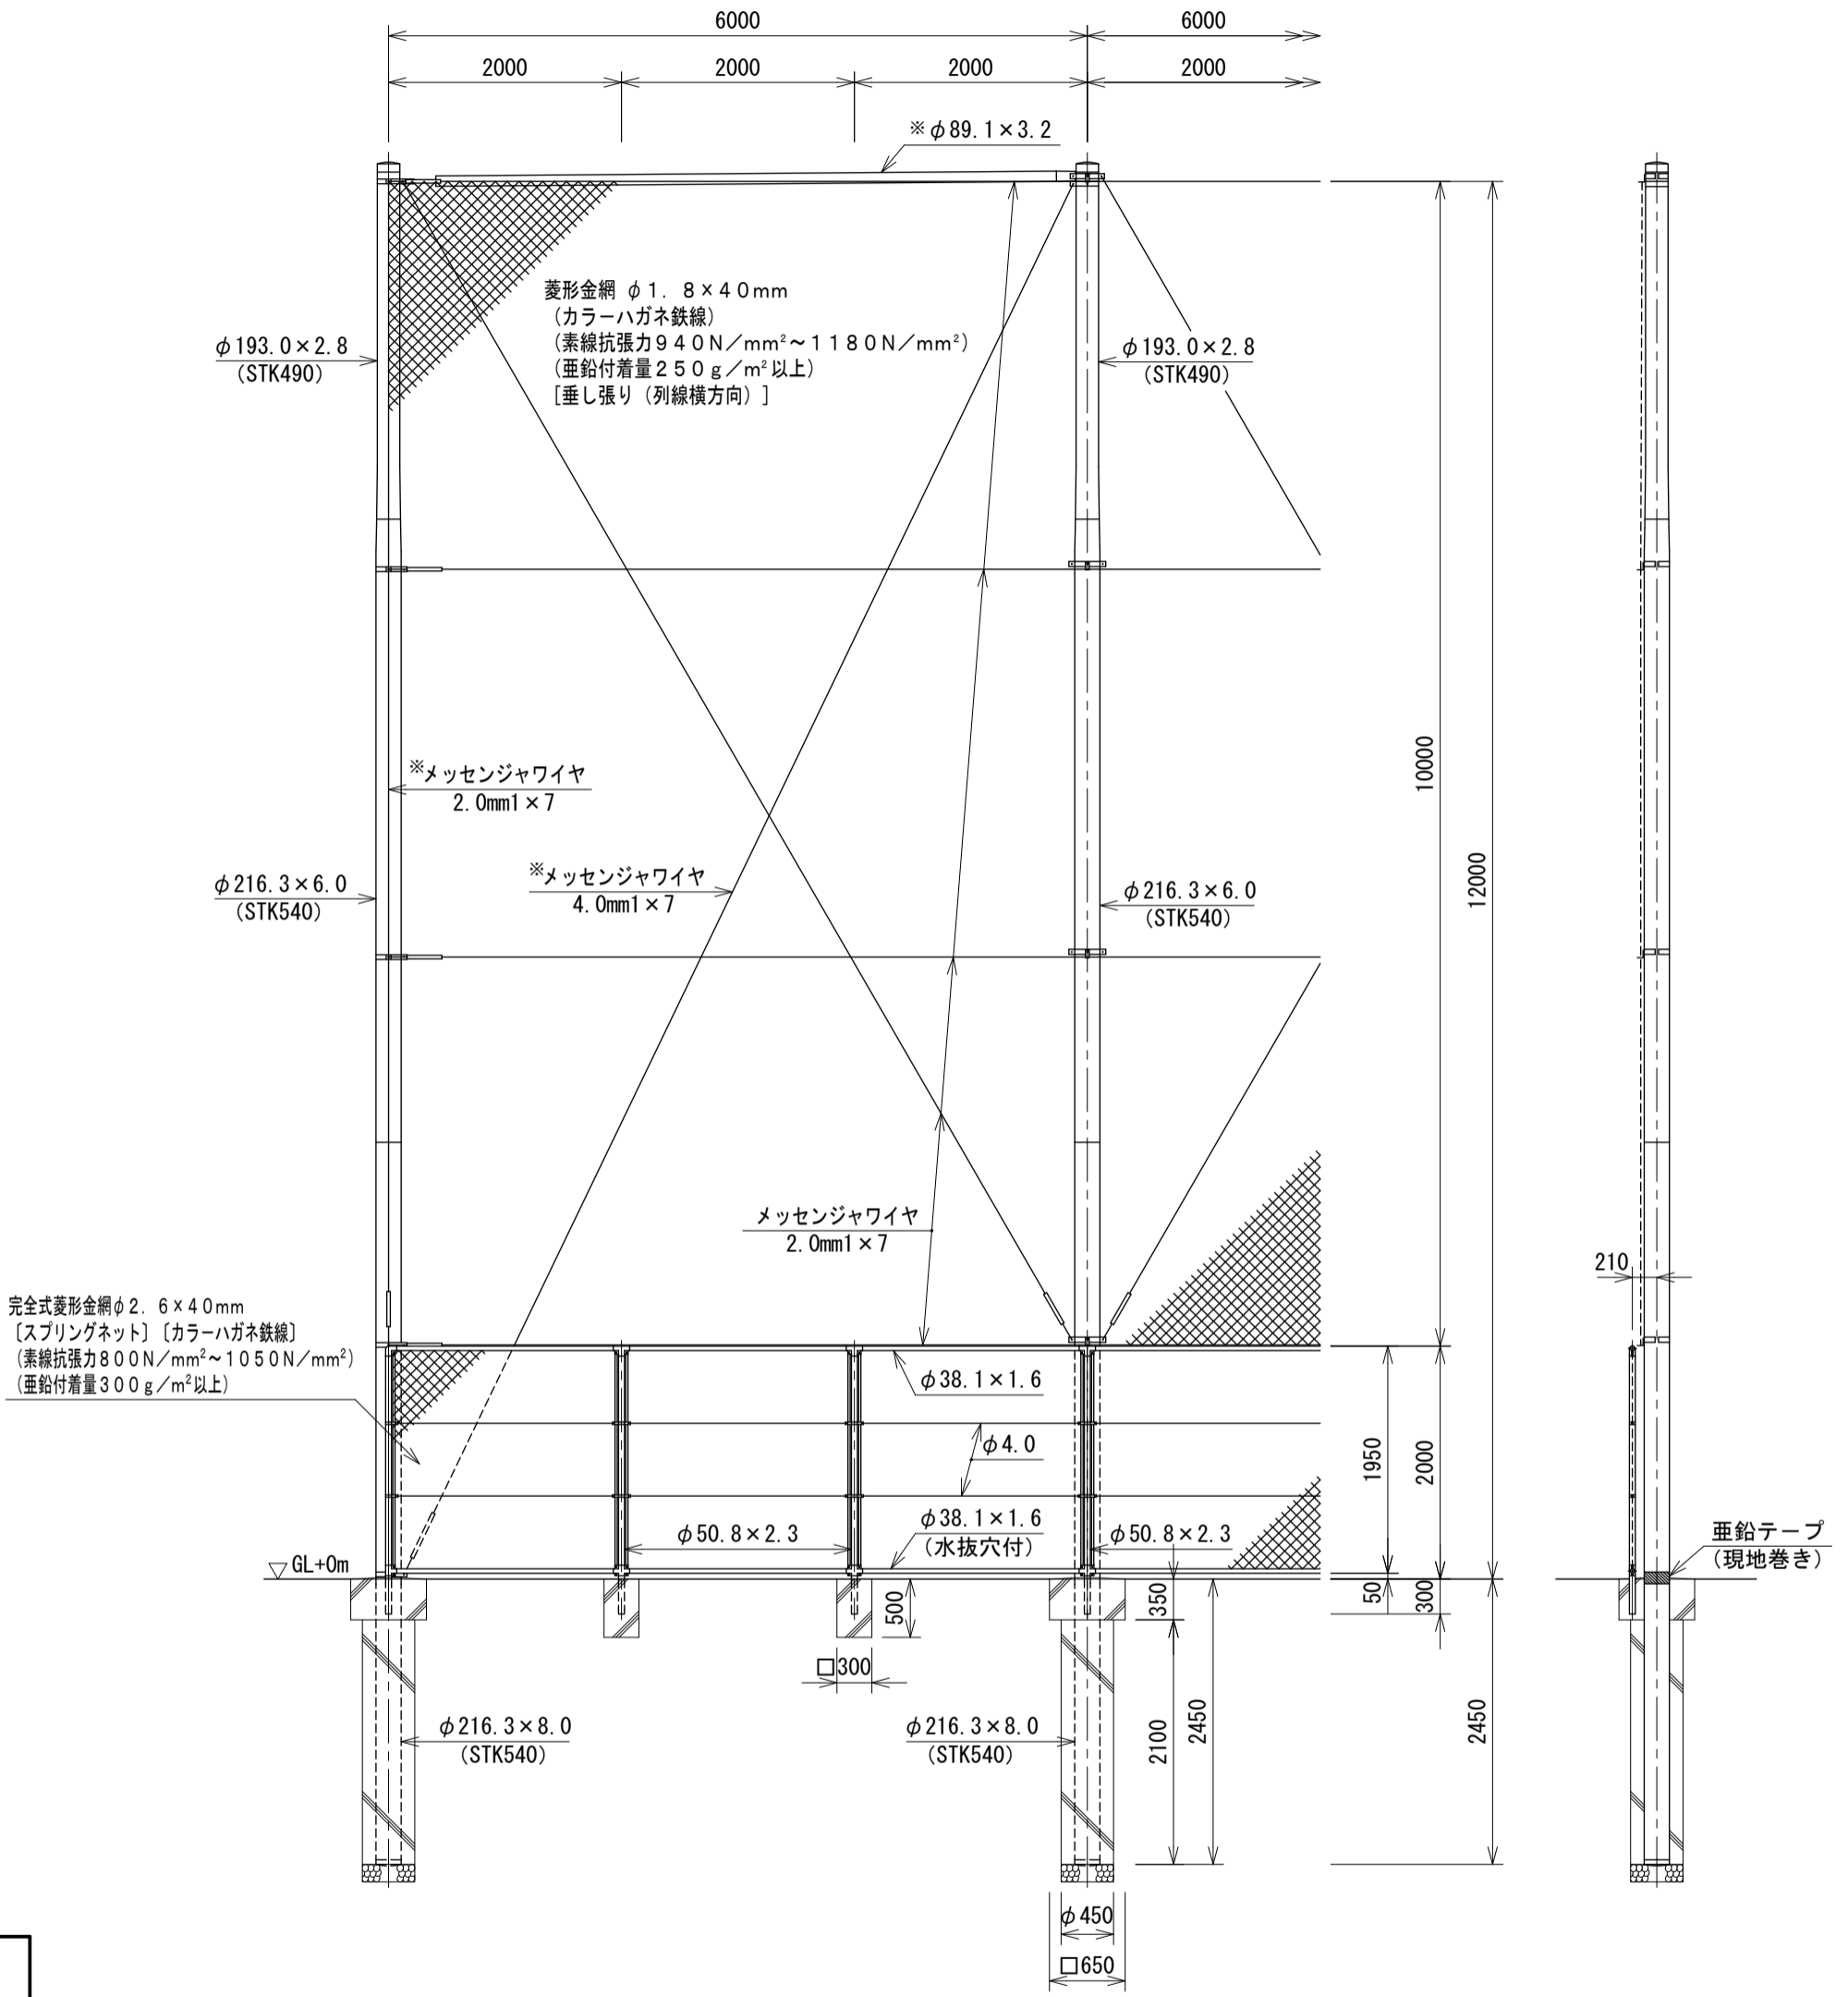 6000
6000
2000
2000
2000
2000
※φ89.1×3.2
菱形金網 φ1.8×40mm
(カラーハガネ鉄線)
(素線抗張力940N/mm²~1180N/mm²)
(亜鉛付着量250g/m²以上)
[垂し張り(列線横方向)]
φ193.0×2.8
(STK490)
φ193.0×2.8
(STK490)
10000
12000
※メッセンジャワイヤ
2.0mm1×7
※メッセンジャワイヤ
4.0mm1×7
φ216.3×6.0
(STK540)
φ216.3×6.0
(STK540)
メッセンジャワイヤ
2.0mm1×7
210
完全式菱形金網φ2.6×40mm
[スプリングネット][カラーハガネ鉄線]
(素線抗張力800N/mm²~1050N/mm²)
(亜鉛付着量300g/m²以上)
φ38.1×1.6
φ4.0
1950
2000
φ50.8×2.3
φ38.1×1.6
(水抜穴付)
φ50.8×2.3
亜鉛テープ
(現地巻き)
▽GL+0m
500
350
50
300
□300
φ216.3×8.0
(STK540)
φ216.3×8.0
(STK540)
2100
2450
2450
φ450
□650